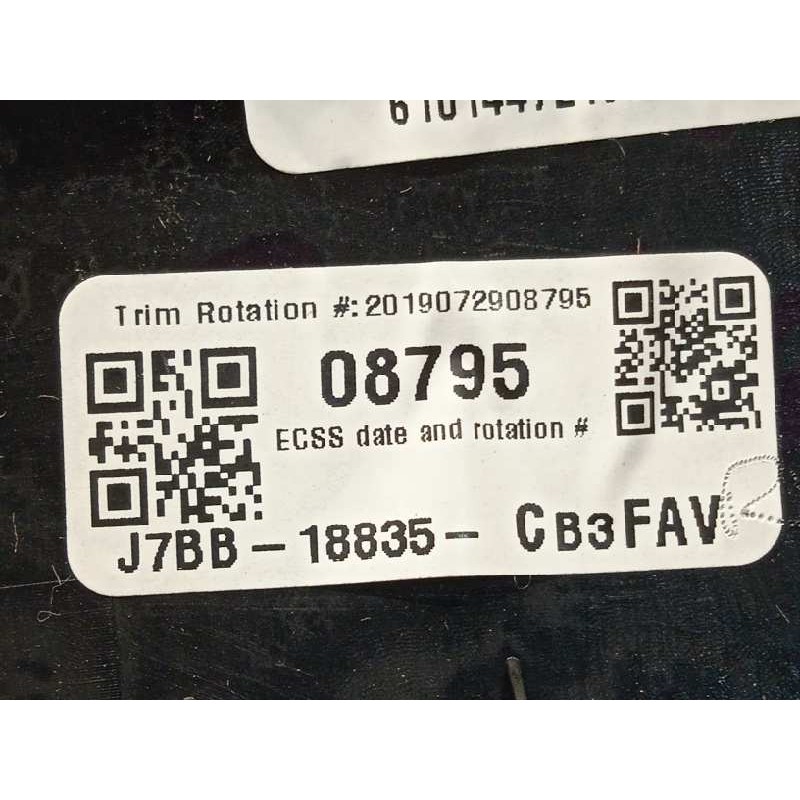 Trim Rotation #:2019072908795
08795
ECSS date and rotation #
J7BB-18835- CB3FAV